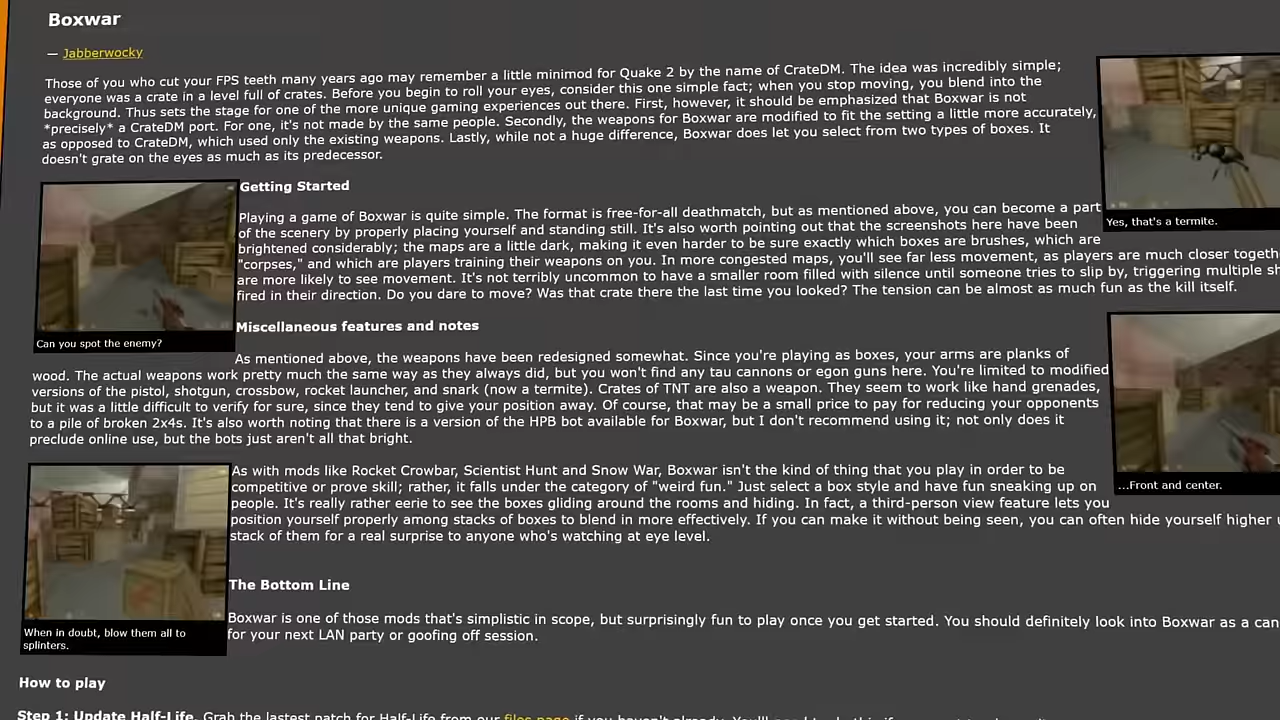 Boxwar
— Jabberwocky
Those of you who cut your FPS teeth many years ago may remember a little minimod for Quake 2 by the name of CrateDM. The idea was incredibly simple;
everyone was a crate in a level full of crates. Before you begin to roll your eyes, consider this one simple fact; when you stop moving, you blend into the
background. Thus sets the stage for one of the more unique gaming experiences out there. First, however, it should be emphasized that Boxwar is not
*precisely* a CrateDM port. For one, it's not made by the same people. Secondly, the weapons for Boxwar are modified to fit the setting a little more accurately,
as opposed to CrateDM, which used only the existing weapons. Lastly, while not a huge difference, Boxwar does let you select from two types of boxes. It
doesn't grate on the eyes as much as its predecessor.
Yes, that's a termite.
Getting Started
Playing a game of Boxwar is quite simple. The format is free-for-all deathmatch, but as mentioned above, you can become a part
of the scenery by properly placing yourself and standing still. It's also worth pointing out that the screenshots here have been
brightened considerably; the maps are a little dark, making it even harder to be sure exactly which boxes are brushes, which are
"corpses," and which are players training their weapons on you. In more congested maps, you'll see far less movement, as players are much closer togeth
are more likely to see movement. It's not terribly uncommon to have a smaller room filled with silence until someone tries to slip by, triggering multiple sh
fired in their direction. Do you dare to move? Was that crate there the last time you looked? The tension can be almost as much fun as the kill itself.
Can you spot the enemy?
Miscellaneous features and notes
As mentioned above, the weapons have been redesigned somewhat. Since you're playing as boxes, your arms are planks of
wood. The actual weapons work pretty much the same way as they always did, but you won't find any tau cannons or egon guns here. You're limited to modified
versions of the pistol, shotgun, crossbow, rocket launcher, and snark (now a termite). Crates of TNT are also a weapon. They seem to work like hand grenades,
but it was a little difficult to verify for sure, since they tend to give your position away. Of course, that may be a small price to pay for reducing your opponents
to a pile of broken 2x4s. It's also worth noting that there is a version of the HPB bot available for Boxwar, but I don't recommend using it; not only does it
preclude online use, but the bots just aren't all that bright.
...Front and center.
As with mods like Rocket Crowbar, Scientist Hunt and Snow War, Boxwar isn't the kind of thing that you play in order to be
competitive or prove skill; rather, it falls under the category of "weird fun." Just select a box style and have fun sneaking up on
people. It's really rather eerie to see the boxes gliding around the rooms and hiding. In fact, a third-person view feature lets you
position yourself properly among stacks of boxes to blend in more effectively. If you can make it without being seen, you can often hide yourself higher u
stack of them for a real surprise to anyone who's watching at eye level.
When in doubt, blow them all to
splinters.
The Bottom Line
Boxwar is one of those mods that's simplistic in scope, but surprisingly fun to play once you get started. You should definitely look into Boxwar as a can
for your next LAN party or goofing off session.
How to play
Step 1: Update Half-Life. Grab the lastest patch for Half-Life from our files page if you haven't already. You'll need to do this if